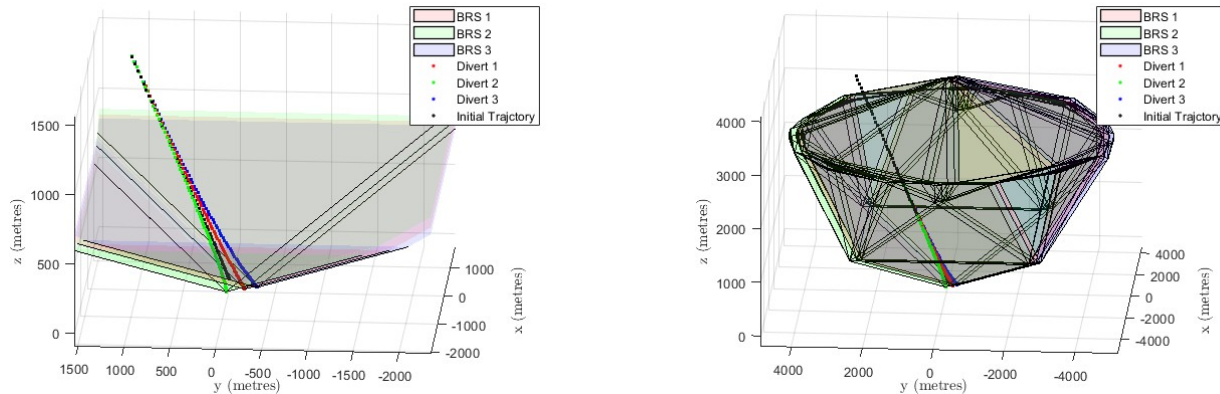 BRS 1
BRS 2
BRS 3
Divert 1
Divert 2
Divert 3
Initial Trajctory
1500
1000
500
0
z (metres)
1500
1000
500
0
-500
-1000
-1500
-2000
y (metres)
1000
0
-1000
-2000
x (metres)
BRS 1
BRS 2
BRS 3
Divert 1
Divert 2
Divert 3
Initial Trajctory
4000
3000
2000
1000
0
z (metres)
4000
2000
0
-2000
-4000
y (metres)
4000
2000
0
-2000
-4000
x (metres)